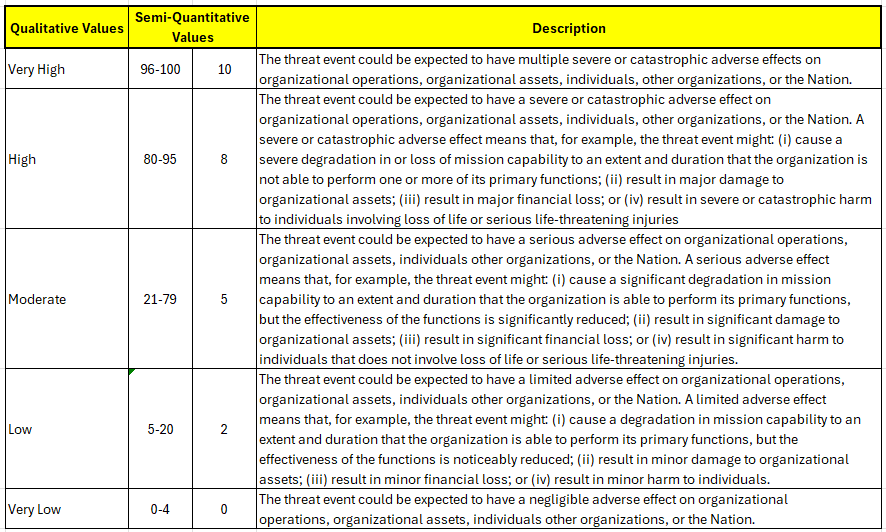 Qualitative Values
Semi-Quantitative
Values
Description
Very High
96-100
10
The threat event could be expected to have multiple severe or catastrophic adverse effects on
organizational operations, organizational assets, individuals, other organizations, or the Nation.
High
80-95
8
The threat event could be expected to have a severe or catastrophic adverse effect on
organizational operations, organizational assets, individuals, other organizations, or the Nation. A
severe or catastrophic adverse effect means that, for example, the threat event might: (i) cause a
severe degradation in or loss of mission capability to an extent and duration that the organization is
not able to perform one or more of its primary functions; (ii) result in major damage to
organizational assets; (iii) result in major financial loss; or (iv) result in severe or catastrophic harm
to individuals involving loss of life or serious life-threatening injuries
Moderate
21-79
5
The threat event could be expected to have a serious adverse effect on organizational operations,
organizational assets, individuals other organizations, or the Nation. A serious adverse effect
means that, for example, the threat event might: (i) cause a significant degradation in mission
capability to an extent and duration that the organization is able to perform its primary functions,
but the effectiveness of the functions is significantly reduced; (ii) result in significant damage to
organizational assets; (iii) result in significant financial loss; or (iv) result in significant harm to
individuals that does not involve loss of life or serious life-threatening injuries.
Low
5-20
2
The threat event could be expected to have a limited adverse effect on organizational operations,
organizational assets, individuals other organizations, or the Nation. A limited adverse effect
means that, for example, the threat event might: (i) cause a degradation in mission capability to an
extent and duration that the organization is able to perform its primary functions, but the
effectiveness of the functions is noticeably reduced; (ii) result in minor damage to organizational
assets; (iii) result in minor financial loss; or (iv) result in minor harm to individuals.
Very Low
0-4
0
The threat event could be expected to have a negligible adverse effect on organizational
operations, organizational assets, individuals other organizations, or the Nation.